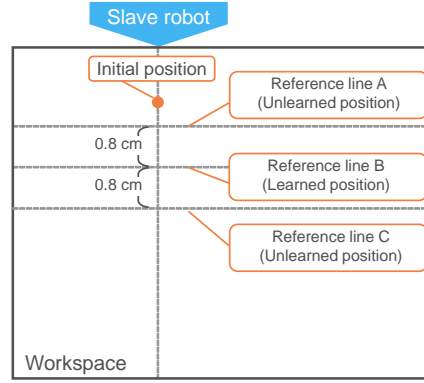 Slave robot
Initial position
Reference line A
(Unlearned position)
0.8 cm
Reference line B
(Learned position)
0.8 cm
Reference line C
(Unlearned position)
Workspace